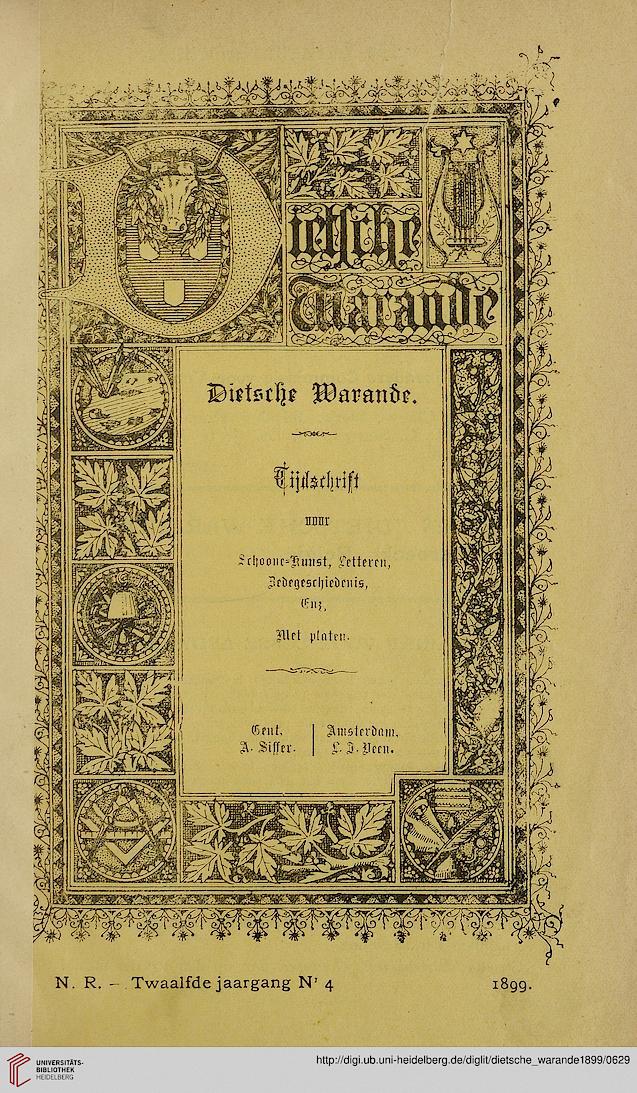 Dietsche
Warande
Dietsche Warande.
Tijdschrift
voor
Schoone-Kunst, Letteren,
Zedegeschiedenis,
Enz,
Met platen.
Gent,
A. Siffer.
Amsterdam,
L. J. Veen.
N. R. — Twaalfde jaargang Nr 4
1899.
UNIVERSITÄTS-
BIBLIOTHEK
HEIDELBERG
http://digi.ub.uni-heidelberg.de/diglit/dietsche_warande1899/0629